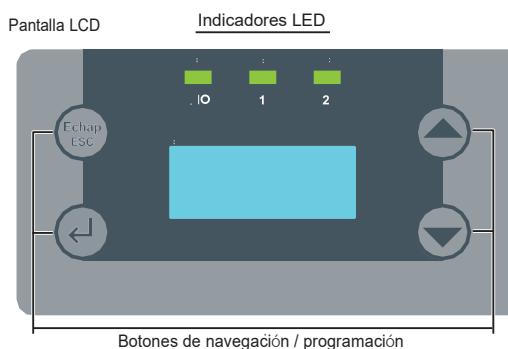 Pantalla LCD
Indicadores LED
IO 1 2
Echap
ESC
Botones de navegación / programación